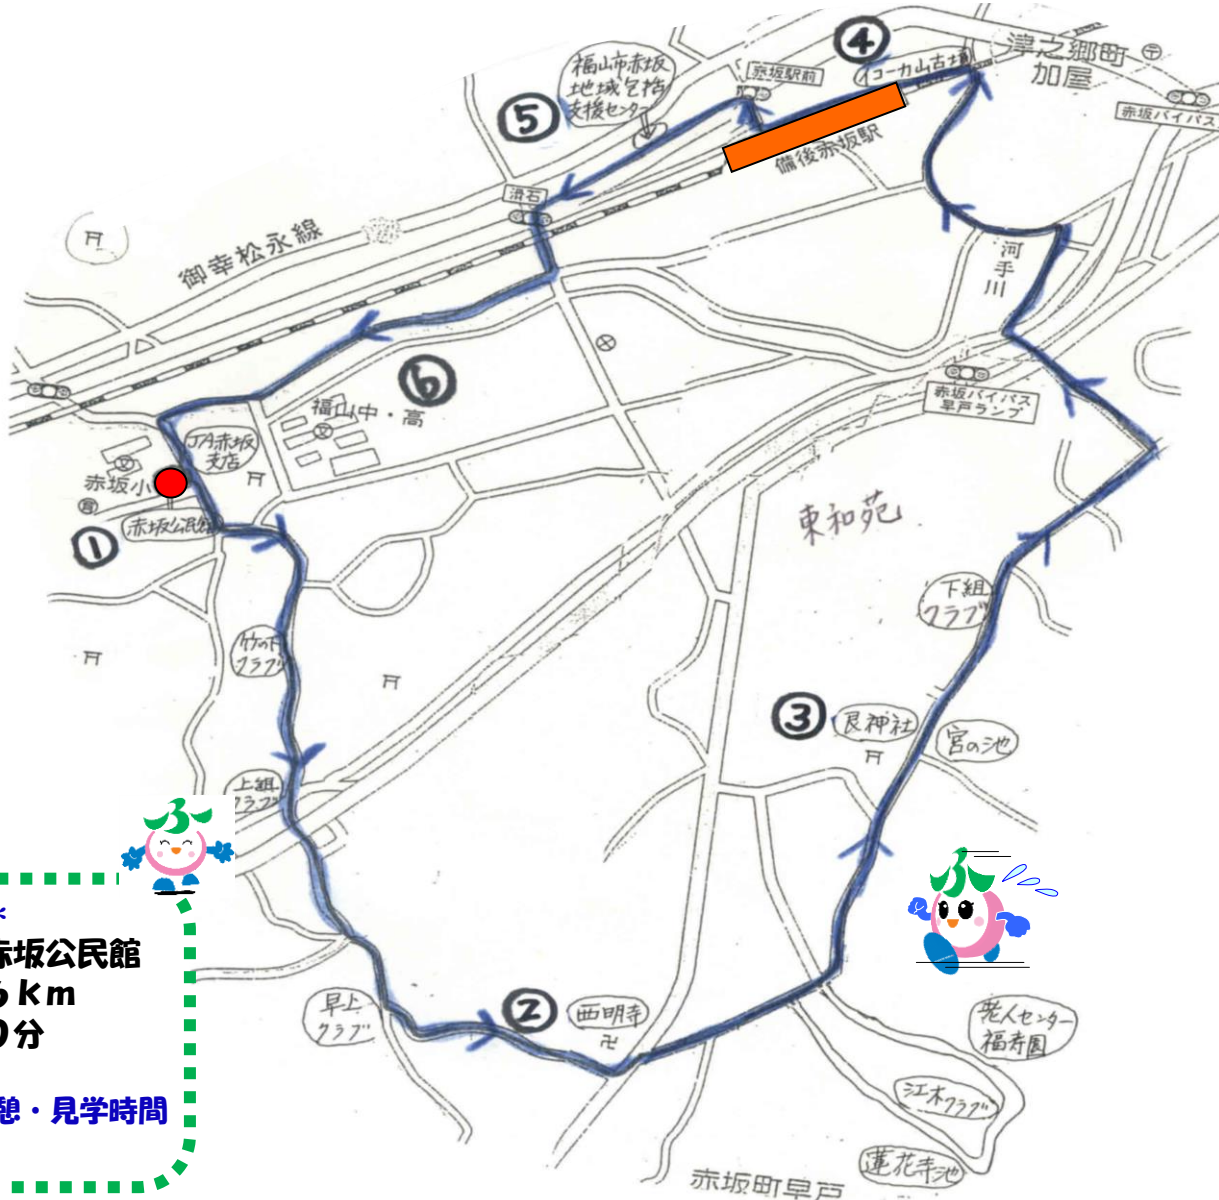 ④
津之郷町
加屋
イコーカ山古墳
赤坂駅前
福山市赤坂
地域包括
支援センター
⑤
赤坂バイパス
備後赤坂駅
滑石
御幸松永線
河手川
⑥
福山中・高
文
赤坂バイパス
早戸ランプ
JA赤坂
支店
文
赤坂小
赤坂公民館
①
東和苑
下組
クラブ
竹の下
クラブ
③
艮神社
宮の池
上組
クラブ
ふ
ふ
赤坂公民館
km
分
憩・見学時間
早上
クラブ
②
西明寺
卍
老人センター
福寿園
江木クラブ
蓮花寺池
赤坂町早戸